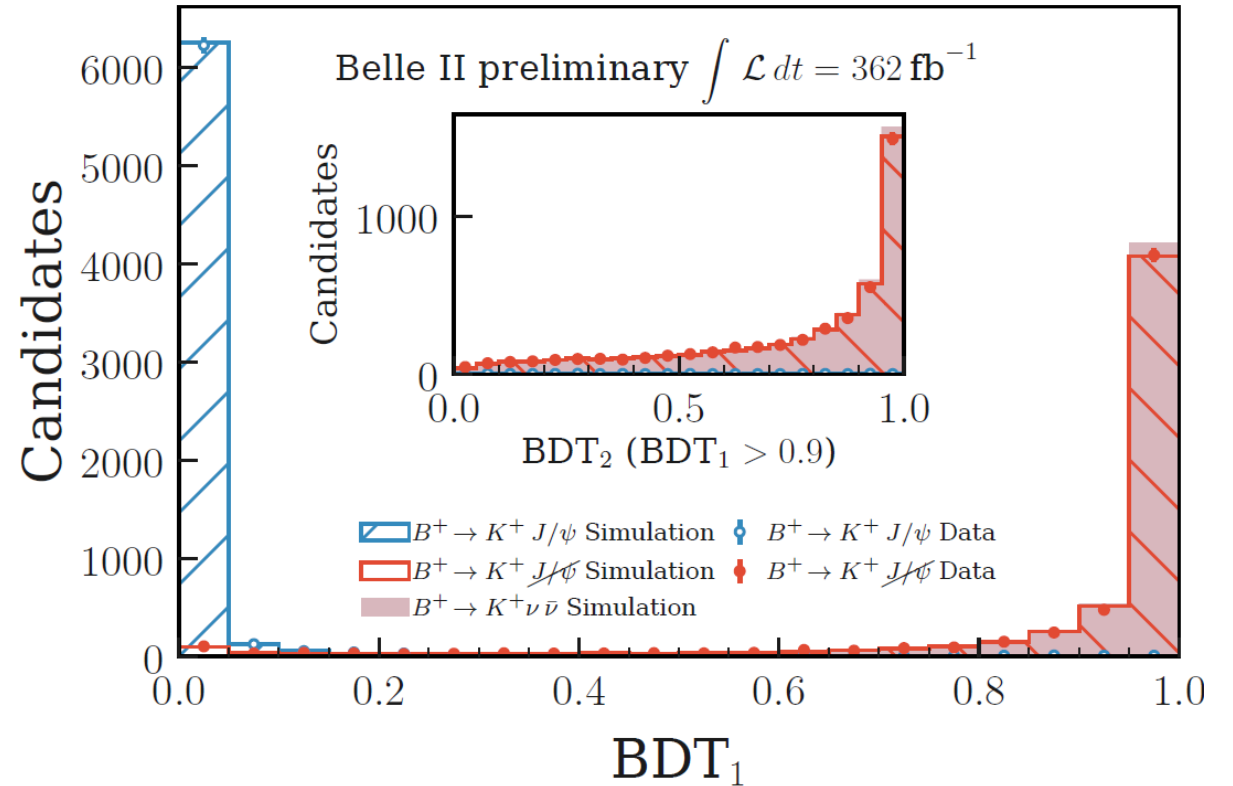 Belle II preliminary ∫ ℒ dt = 362 fb⁻¹
Candidates
6000
5000
4000
3000
2000
1000
0
Candidates
1000
0
0.0 0.5 1.0
BDT₂ (BDT₁ > 0.9)
B⁺ → K⁺ J/ψ Simulation B⁺ → K⁺ J/ψ Data
B⁺ → K⁺ J̸/̸ψ̸ Simulation B⁺ → K⁺ J̸/̸ψ̸ Data
B⁺ → K⁺ ν ν̄ Simulation
0.0 0.2 0.4 0.6 0.8 1.0
BDT₁